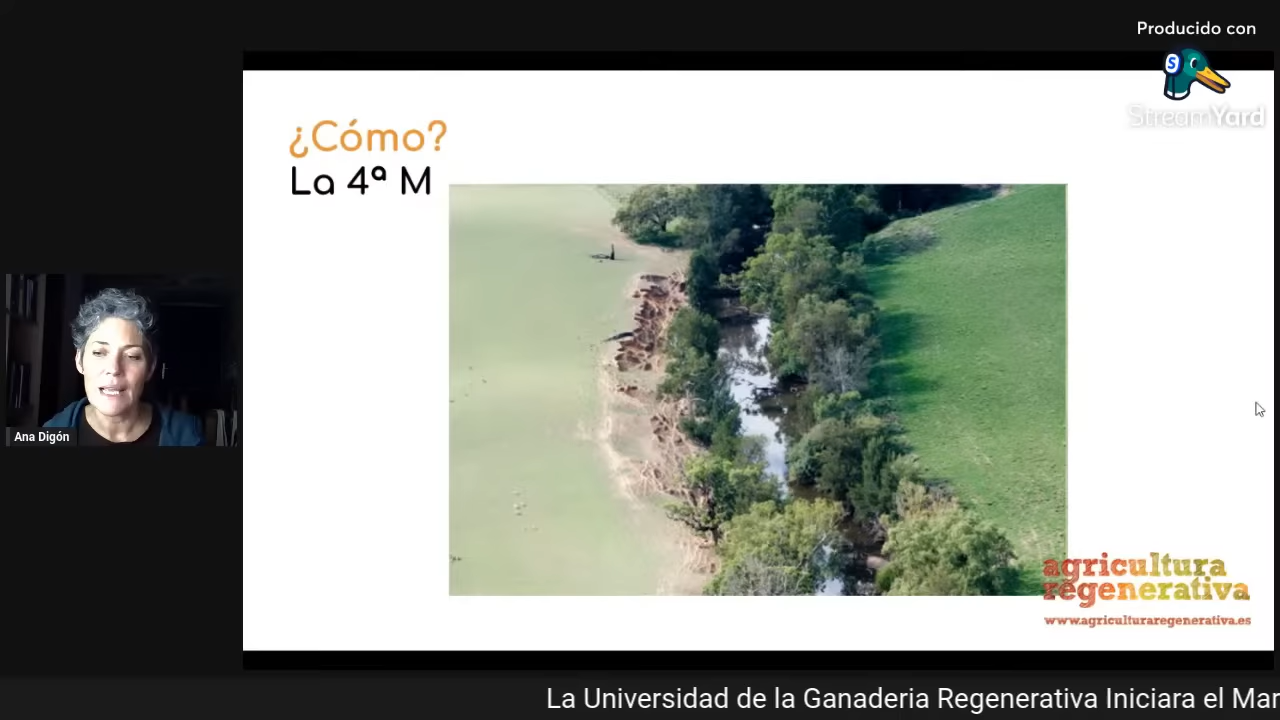 Producido con
StreamYard
¿Cómo?
La 4ª M
Ana Digón
agricultura
regenerativa
www.agriculturaregenerativa.es
La Universidad de la Ganaderia Regenerativa Iniciara el Mar